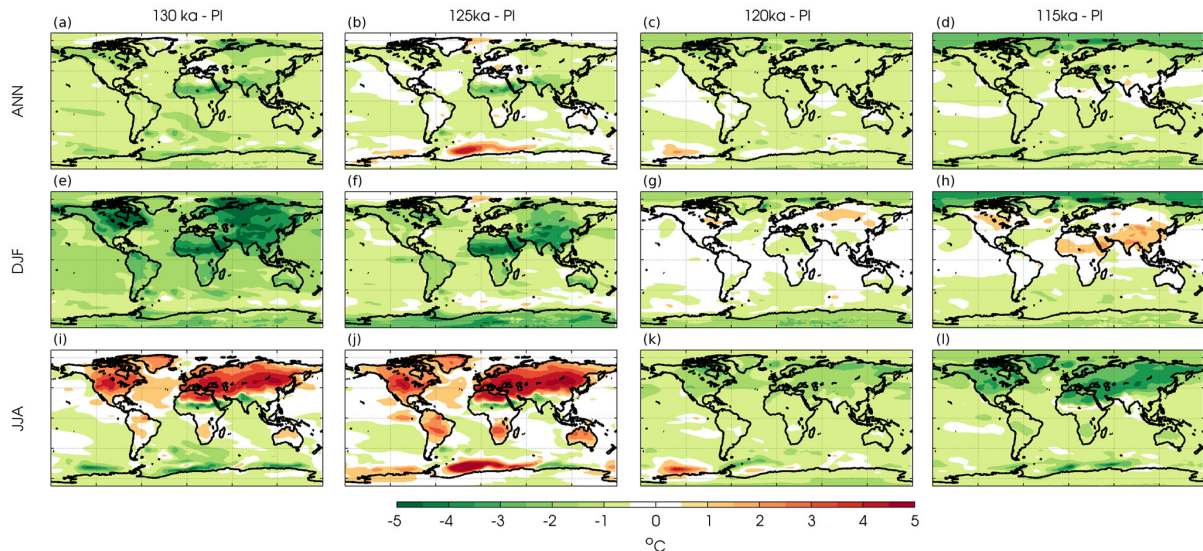 130 ka - PI
125ka - PI
120ka - PI
115ka - PI
(a)
(b)
(c)
(d)
ANN
(e)
(f)
(g)
(h)
DJF
(i)
(j)
(k)
(l)
JJA
-5 -4 -3 -2 -1 0 1 2 3 4 5
°C